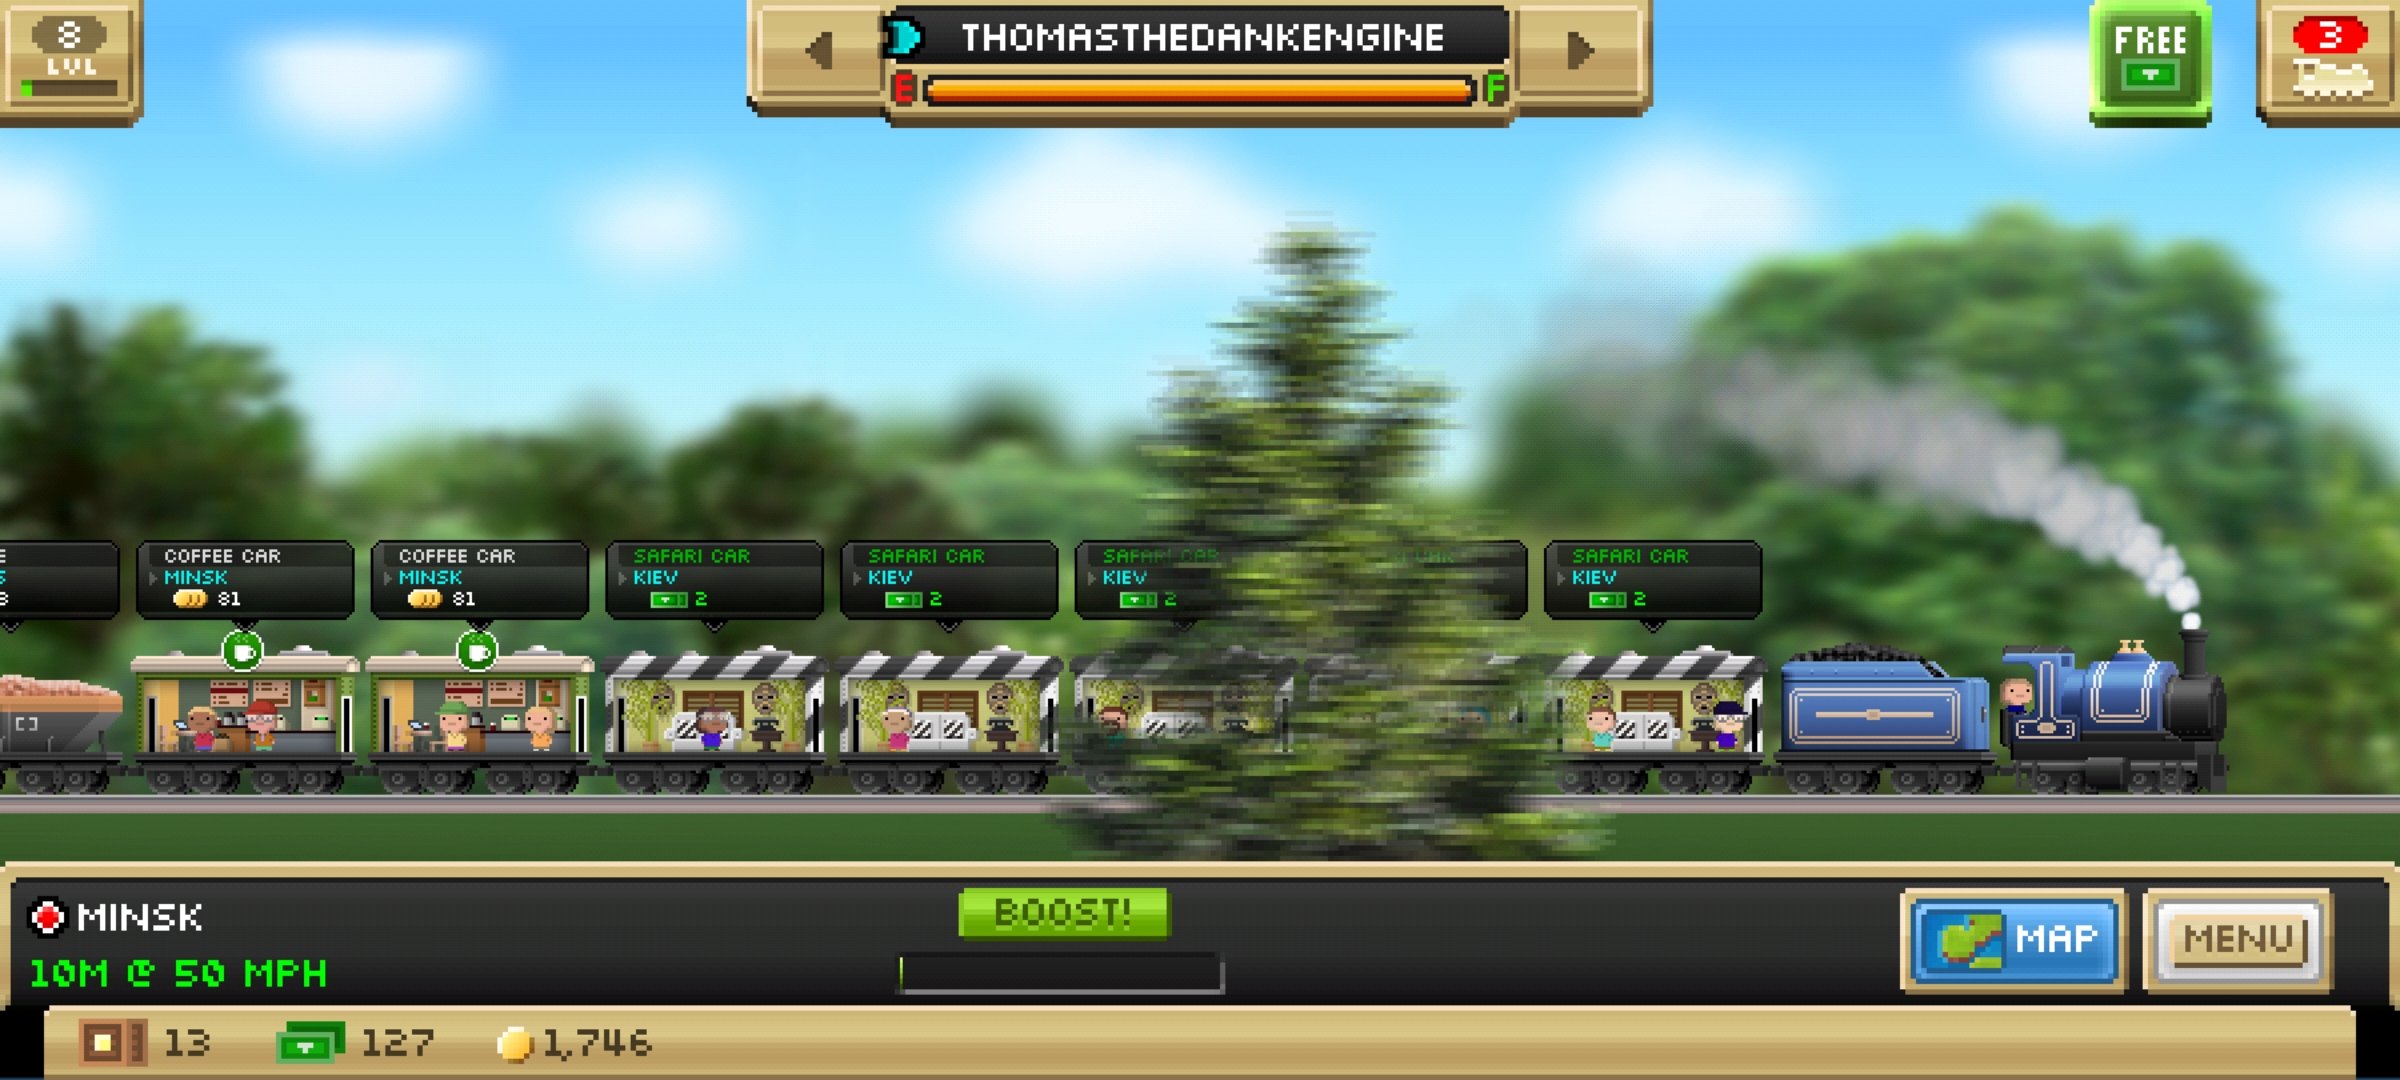 8
LVL
THOMASTHEDANKENGINE
E F
FREE
3
COFFEE CAR
MINSK
81
COFFEE CAR
MINSK
81
SAFARI CAR
KIEV
2
SAFARI CAR
KIEV
2
SAFARI CAR
KIEV
2
SAFARI CAR
KIEV
2
MINSK
10M @ 50 MPH
BOOST!
MAP
MENU
13
127
1,746